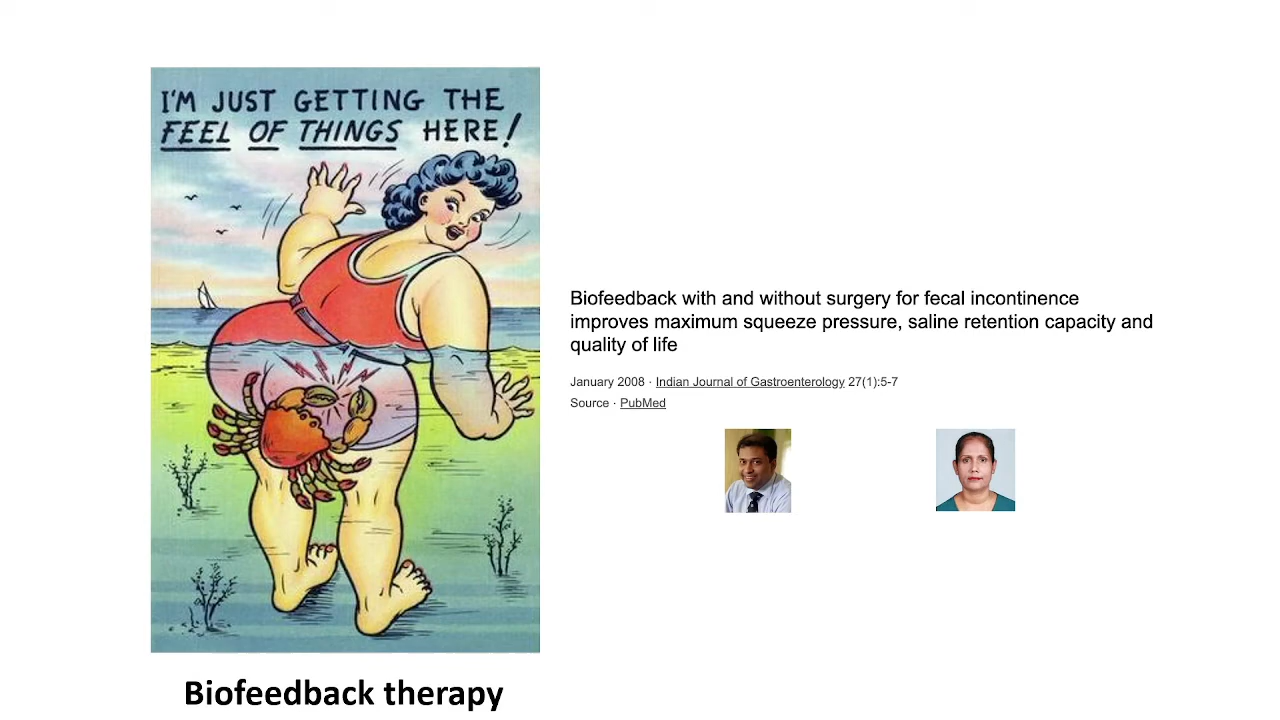 I'M JUST GETTING THE
FEEL OF THINGS HERE!
Biofeedback with and without surgery for fecal incontinence
improves maximum squeeze pressure, saline retention capacity and
quality of life
January 2008 · Indian Journal of Gastroenterology 27(1):5-7
Source · PubMed
Biofeedback therapy